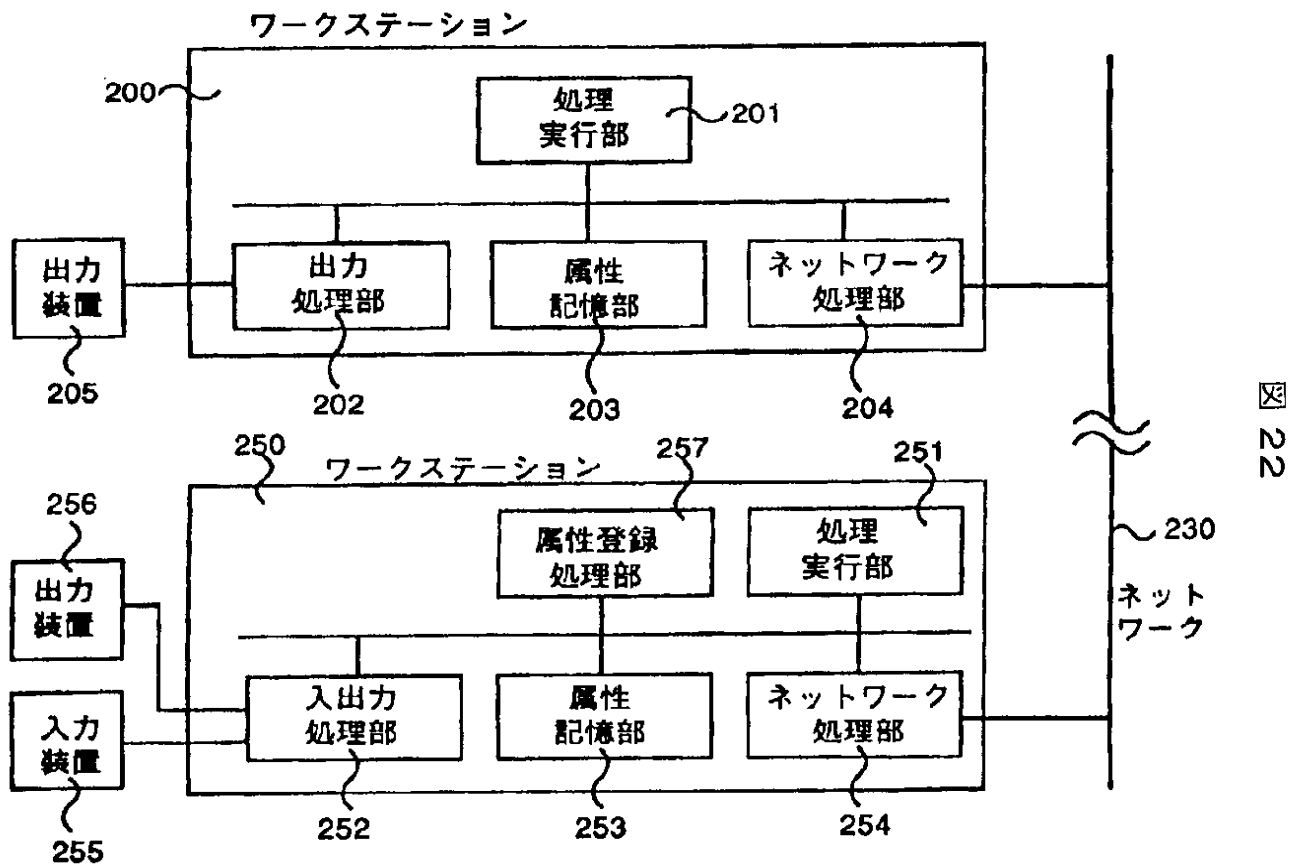 ワークステーション
200
処理
実行部
201
出力
装置
205
出力
処理部
202
属性
記憶部
203
ネットワーク
処理部
204
図22
250
ワークステーション
257
251
256
出力
装置
属性登録
処理部
処理
実行部
230
ネット
ワーク
入力
装置
255
入出力
処理部
252
属性
記憶部
253
ネットワーク
処理部
254